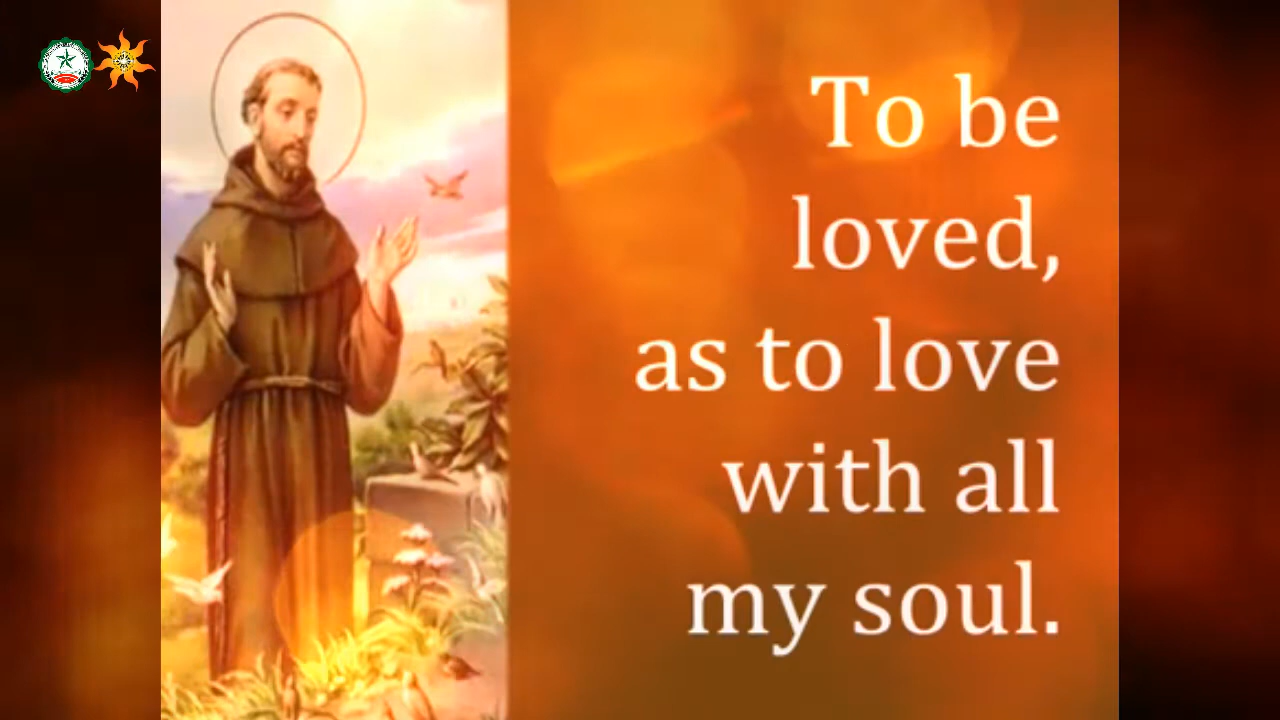 To be
loved,
as to love
with all
my soul.